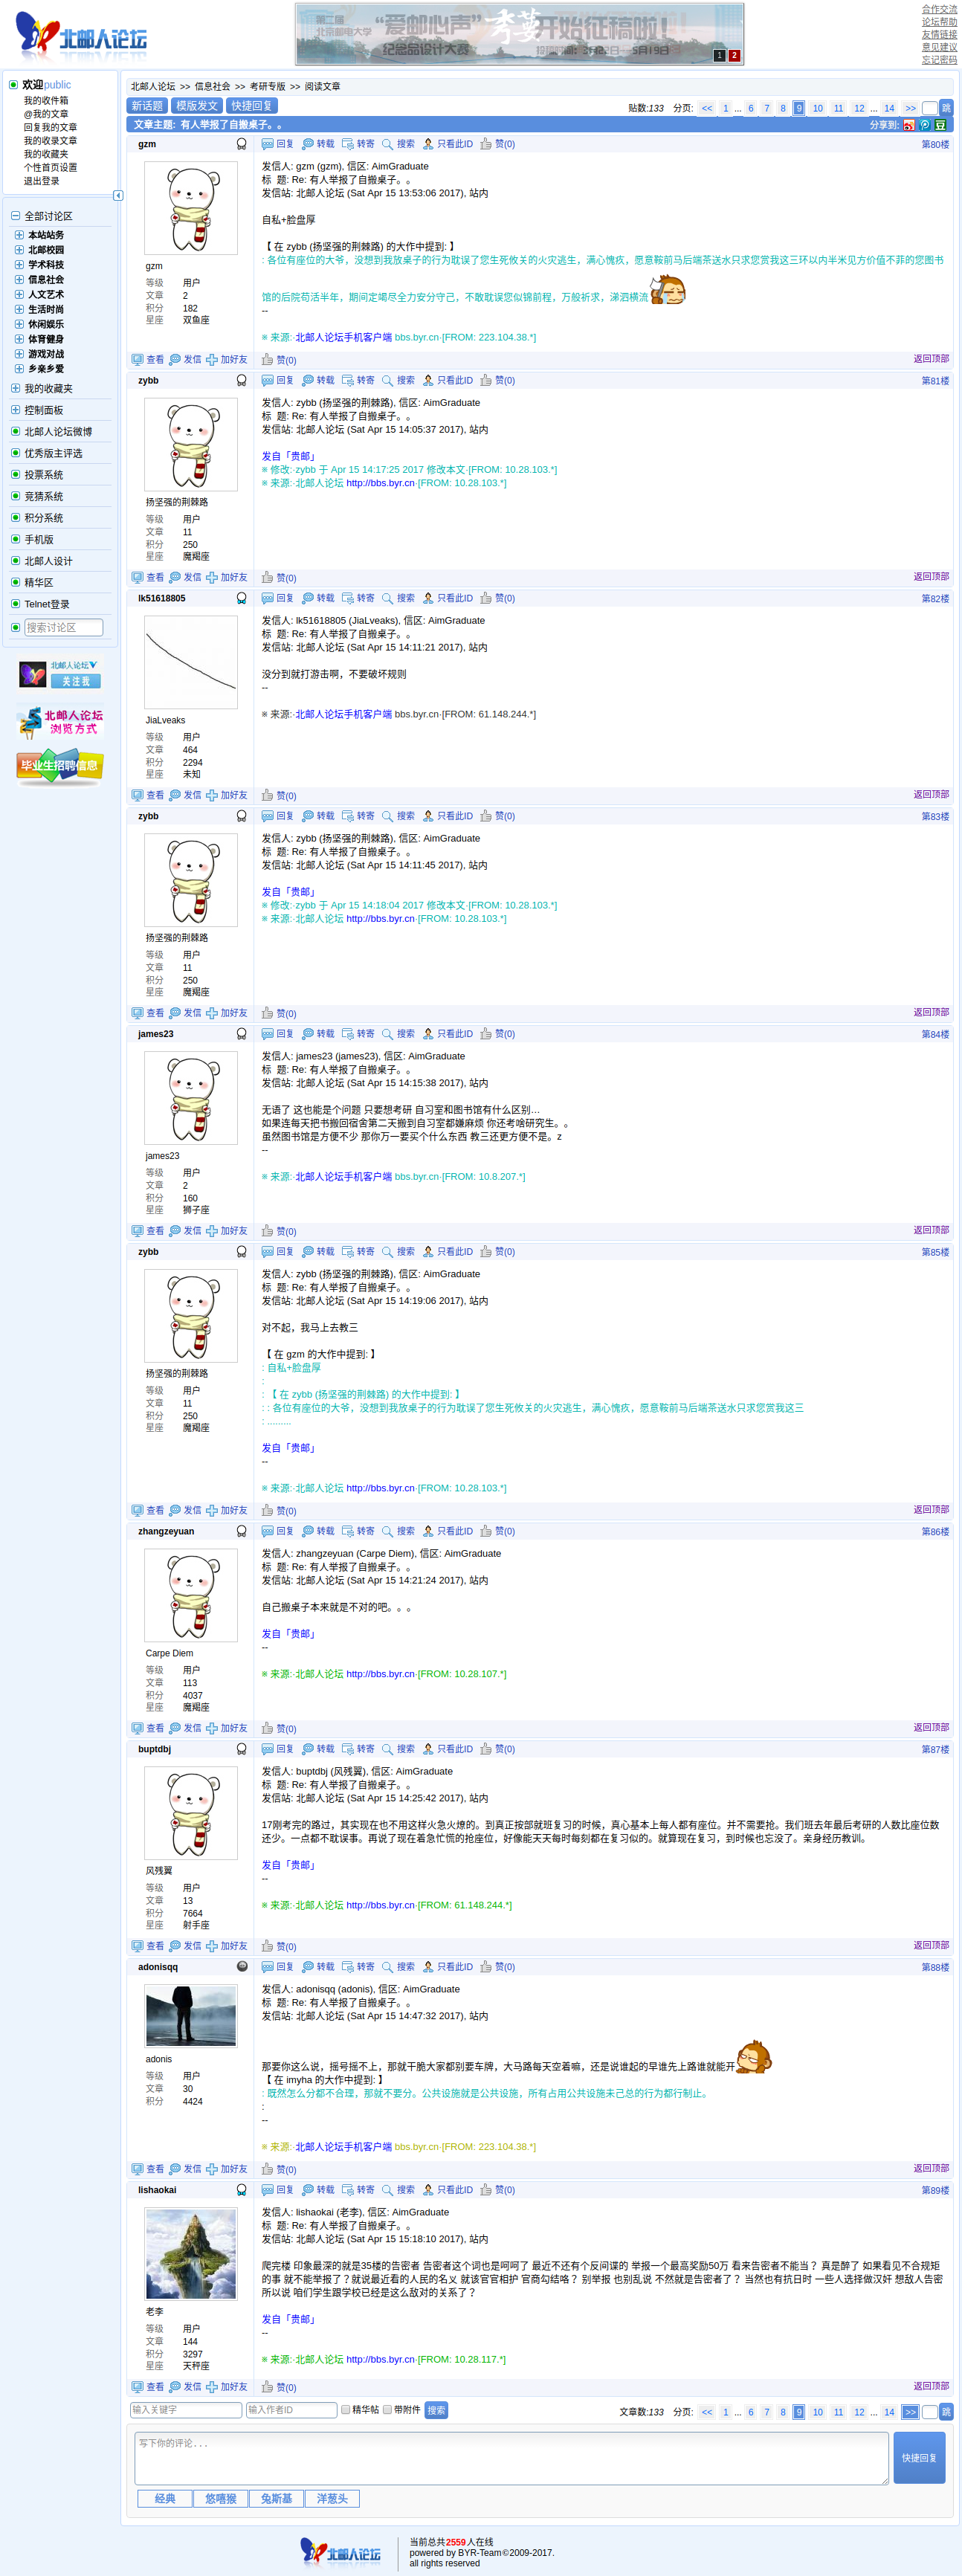 北邮人论坛
第二届
北京邮电大学
"爱邮心声"考萋开始征稿啦!
纪念品设计大赛
投稿时间:3月22日——5月19日
1 2
合作交流
论坛帮助
友情链接
意见建议
忘记密码
欢迎public
我的收件箱
@我的文章
回复我的文章
我的收录文章
我的收藏夹
个性首页设置
退出登录
全部讨论区
本站站务
北邮校园
学术科技
信息社会
人文艺术
生活时尚
休闲娱乐
体育健身
游戏对战
乡亲乡爱
我的收藏夹
控制面板
北邮人论坛微博
优秀版主评选
投票系统
竞猜系统
积分系统
手机版
北邮人设计
精华区
Telnet登录
搜索讨论区
北邮人论坛
关注我
北邮人论坛
浏览方式
毕业生招聘信息
北邮人论坛 >> 信息社会 >> 考研专版 >> 阅读文章
新话题 模版发文 快捷回复
贴数:133 分页: << 1 ... 6 7 8 9 10 11 12 ... 14 >> 跳
文章主题: 有人举报了自搬桌子。。
分享到: 豆
gzm
回复 转载 转寄 搜索 只看此ID 赞(0) 第80楼
gzm
等级 用户
文章 2
积分 182
星座 双鱼座
发信人: gzm (gzm), 信区: AimGraduate
标 题: Re: 有人举报了自搬桌子。。
发信站: 北邮人论坛 (Sat Apr 15 13:53:06 2017), 站内
自私+脸盘厚
【 在 zybb (扬坚强的荆棘路) 的大作中提到: 】
: 各位有座位的大爷，没想到我放桌子的行为耽误了您生死攸关的火灾逃生，满心愧疚，愿意鞍前马后端茶送水只求您赏我这三环以内半米见方价值不菲的您图书
馆的后院苟活半年，期间定竭尽全力安分守己，不敢耽误您似锦前程，万般祈求，涕泗横流
--
※ 来源:·北邮人论坛手机客户端 bbs.byr.cn·[FROM: 223.104.38.*]
查看 发信 加好友 赞(0) 返回顶部
zybb
回复 转载 转寄 搜索 只看此ID 赞(0) 第81楼
扬坚强的荆棘路
等级 用户
文章 11
积分 250
星座 魔羯座
发信人: zybb (扬坚强的荆棘路), 信区: AimGraduate
标 题: Re: 有人举报了自搬桌子。。
发信站: 北邮人论坛 (Sat Apr 15 14:05:37 2017), 站内
发自「贵邮」
※ 修改:·zybb 于 Apr 15 14:17:25 2017 修改本文·[FROM: 10.28.103.*]
※ 来源:·北邮人论坛 http://bbs.byr.cn·[FROM: 10.28.103.*]
查看 发信 加好友 赞(0) 返回顶部
lk51618805
回复 转载 转寄 搜索 只看此ID 赞(0) 第82楼
JiaLveaks
等级 用户
文章 464
积分 2294
星座 未知
发信人: lk51618805 (JiaLveaks), 信区: AimGraduate
标 题: Re: 有人举报了自搬桌子。。
发信站: 北邮人论坛 (Sat Apr 15 14:11:21 2017), 站内
没分到就打游击啊，不要破坏规则
--
※ 来源:·北邮人论坛手机客户端 bbs.byr.cn·[FROM: 61.148.244.*]
查看 发信 加好友 赞(0) 返回顶部
zybb
回复 转载 转寄 搜索 只看此ID 赞(0) 第83楼
扬坚强的荆棘路
等级 用户
文章 11
积分 250
星座 魔羯座
发信人: zybb (扬坚强的荆棘路), 信区: AimGraduate
标 题: Re: 有人举报了自搬桌子。。
发信站: 北邮人论坛 (Sat Apr 15 14:11:45 2017), 站内
发自「贵邮」
※ 修改:·zybb 于 Apr 15 14:18:04 2017 修改本文·[FROM: 10.28.103.*]
※ 来源:·北邮人论坛 http://bbs.byr.cn·[FROM: 10.28.103.*]
查看 发信 加好友 赞(0) 返回顶部
james23
回复 转载 转寄 搜索 只看此ID 赞(0) 第84楼
james23
等级 用户
文章 2
积分 160
星座 狮子座
发信人: james23 (james23), 信区: AimGraduate
标 题: Re: 有人举报了自搬桌子。。
发信站: 北邮人论坛 (Sat Apr 15 14:15:38 2017), 站内
无语了 这也能是个问题 只要想考研 自习室和图书馆有什么区别…
如果连每天把书搬回宿舍第二天搬到自习室都嫌麻烦 你还考啥研究生。。
虽然图书馆是方便不少 那你万一要买个什么东西 教三还更方便不是。z
--
※ 来源:·北邮人论坛手机客户端 bbs.byr.cn·[FROM: 10.8.207.*]
查看 发信 加好友 赞(0) 返回顶部
zybb
回复 转载 转寄 搜索 只看此ID 赞(0) 第85楼
扬坚强的荆棘路
等级 用户
文章 11
积分 250
星座 魔羯座
发信人: zybb (扬坚强的荆棘路), 信区: AimGraduate
标 题: Re: 有人举报了自搬桌子。。
发信站: 北邮人论坛 (Sat Apr 15 14:19:06 2017), 站内
对不起，我马上去教三
【 在 gzm 的大作中提到: 】
: 自私+脸盘厚
:
: 【 在 zybb (扬坚强的荆棘路) 的大作中提到: 】
: : 各位有座位的大爷，没想到我放桌子的行为耽误了您生死攸关的火灾逃生，满心愧疚，愿意鞍前马后端茶送水只求您赏我这三
: .........
发自「贵邮」
--
※ 来源:·北邮人论坛 http://bbs.byr.cn·[FROM: 10.28.103.*]
查看 发信 加好友 赞(0) 返回顶部
zhangzeyuan
回复 转载 转寄 搜索 只看此ID 赞(0) 第86楼
Carpe Diem
等级 用户
文章 113
积分 4037
星座 魔羯座
发信人: zhangzeyuan (Carpe Diem), 信区: AimGraduate
标 题: Re: 有人举报了自搬桌子。。
发信站: 北邮人论坛 (Sat Apr 15 14:21:24 2017), 站内
自己搬桌子本来就是不对的吧。。。
发自「贵邮」
--
※ 来源:·北邮人论坛 http://bbs.byr.cn·[FROM: 10.28.107.*]
查看 发信 加好友 赞(0) 返回顶部
buptdbj
回复 转载 转寄 搜索 只看此ID 赞(0) 第87楼
风残翼
等级 用户
文章 13
积分 7664
星座 射手座
发信人: buptdbj (风残翼), 信区: AimGraduate
标 题: Re: 有人举报了自搬桌子。。
发信站: 北邮人论坛 (Sat Apr 15 14:25:42 2017), 站内
17刚考完的路过，其实现在也不用这样火急火燎的。到真正按部就班复习的时候，真心基本上每人都有座位。并不需要抢。我们班去年最后考研的人数比座位数
还少。一点都不耽误事。再说了现在着急忙慌的抢座位，好像能天天每时每刻都在复习似的。就算现在复习，到时候也忘没了。亲身经历教训。
发自「贵邮」
--
※ 来源:·北邮人论坛 http://bbs.byr.cn·[FROM: 61.148.244.*]
查看 发信 加好友 赞(0) 返回顶部
adonisqq
回复 转载 转寄 搜索 只看此ID 赞(0) 第88楼
adonis
等级 用户
文章 30
积分 4424
发信人: adonisqq (adonis), 信区: AimGraduate
标 题: Re: 有人举报了自搬桌子。。
发信站: 北邮人论坛 (Sat Apr 15 14:47:32 2017), 站内
那要你这么说，摇号摇不上，那就干脆大家都别要车牌，大马路每天空着嘛，还是说谁起的早谁先上路谁就能开
【 在 imyha 的大作中提到: 】
: 既然怎么分都不合理，那就不要分。公共设施就是公共设施，所有占用公共设施未己总的行为都行制止。
:
--
※ 来源:·北邮人论坛手机客户端 bbs.byr.cn·[FROM: 223.104.38.*]
查看 发信 加好友 赞(0) 返回顶部
lishaokai
回复 转载 转寄 搜索 只看此ID 赞(0) 第89楼
老李
等级 用户
文章 144
积分 3297
星座 天秤座
发信人: lishaokai (老李), 信区: AimGraduate
标 题: Re: 有人举报了自搬桌子。。
发信站: 北邮人论坛 (Sat Apr 15 15:18:10 2017), 站内
爬完楼 印象最深的就是35楼的告密者 告密者这个词也是呵呵了 最近不还有个反间谍的 举报一个最高奖励50万 看来告密者不能当？ 真是醉了 如果看见不合规矩
的事 就不能举报了？就说最近看的人民的名义 就该官官相护 官商勾结咯？ 别举报 也别乱说 不然就是告密者了？ 当然也有抗日时 一些人选择做汉奸 想敌人告密
所以说 咱们学生跟学校已经是这么敌对的关系了？
发自「贵邮」
--
※ 来源:·北邮人论坛 http://bbs.byr.cn·[FROM: 10.28.117.*]
查看 发信 加好友 赞(0) 返回顶部
输入关键字 输入作者ID 精华帖 带附件 搜索
文章数:133 分页: << 1 ... 6 7 8 9 10 11 12 ... 14 >> 跳
写下你的评论...
快捷回复
经典 悠嘻猴 兔斯基 洋葱头
北邮人论坛
当前总共2559人在线
powered by BYR-Team©2009-2017.
all rights reserved